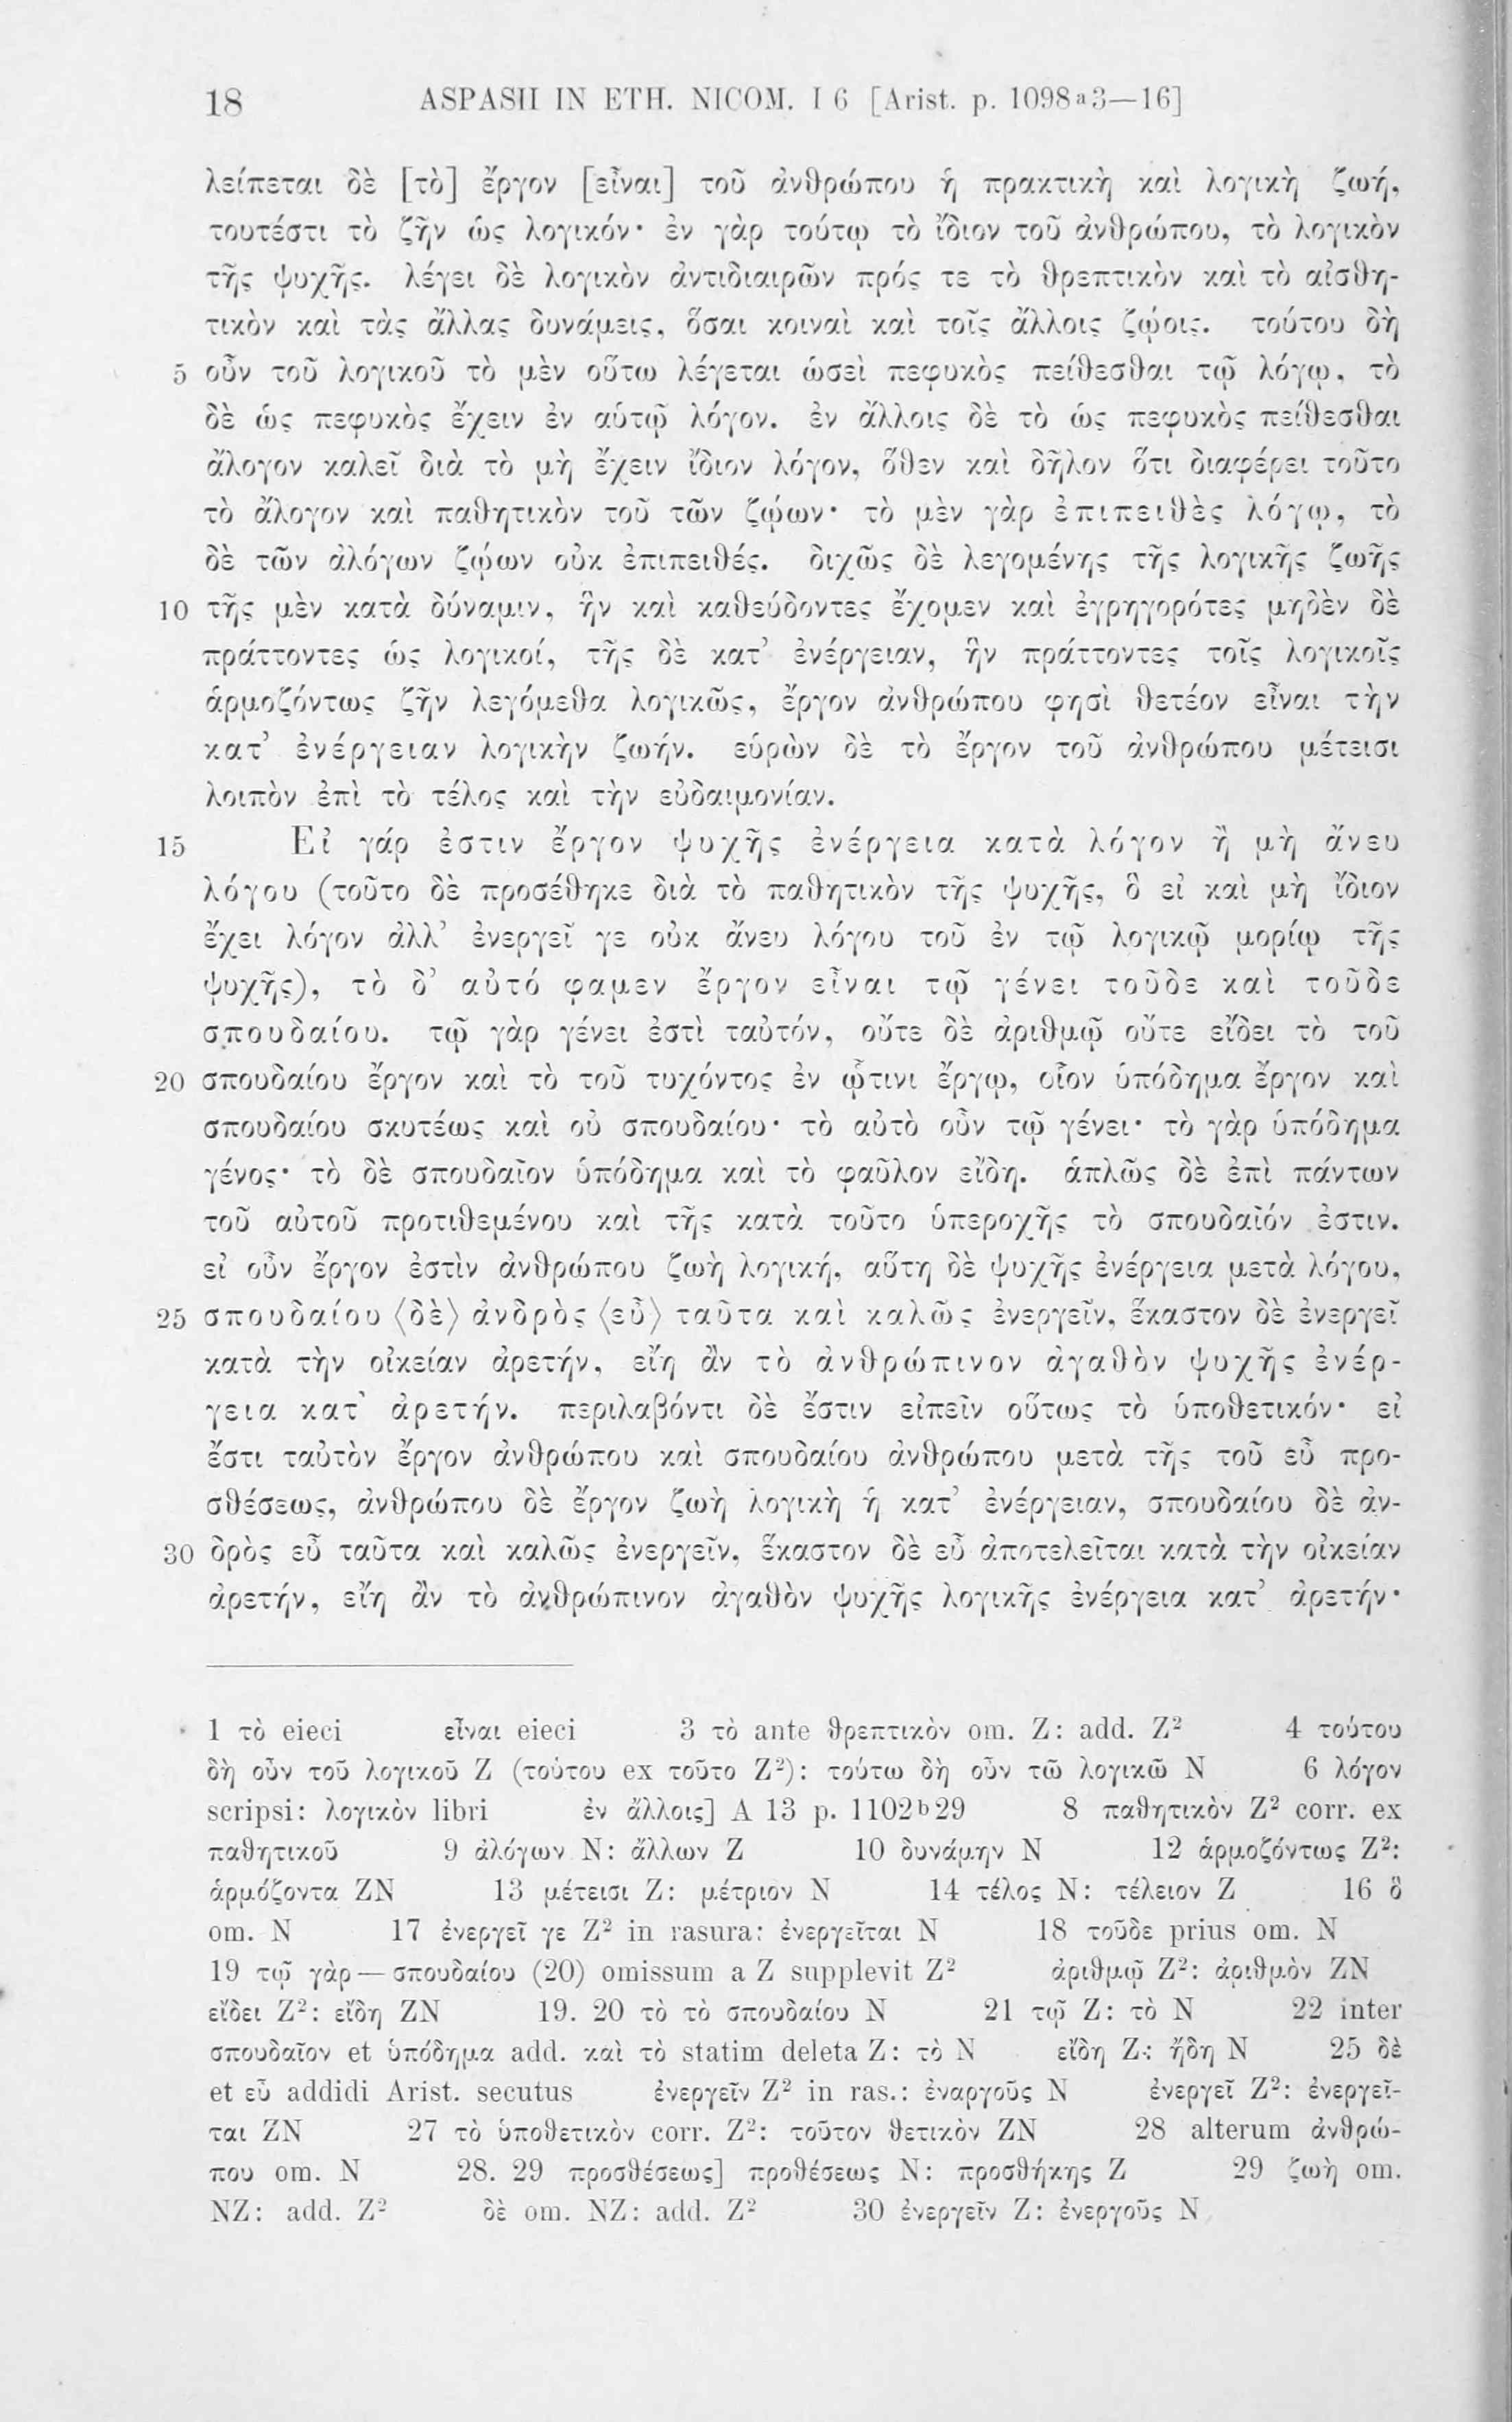 18 ASPASII IN ETH. NICOM. I 6 [Arist. p. 1098ᵃ3—16]
λείπεται δὲ [τὸ] ἔργον [εἶναι] τοῦ ἀνθρώπου ἡ πρακτικὴ καὶ λογικὴ ζωή,
τουτέστι τὸ ζῆν ὡς λογικόν· ἐν γὰρ τούτῳ τὸ ἴδιον τοῦ ἀνθρώπου, τὸ λογικὸν
τῆς ψυχῆς. λέγει δὲ λογικὸν ἀντιδιαιρῶν πρός τε τὸ θρεπτικὸν καὶ τὸ αἰσθη-
τικὸν καὶ τὰς ἄλλας δυνάμεις, ὅσαι κοιναὶ καὶ τοῖς ἄλλοις ζῴοις. τούτου δὴ
5 οὖν τοῦ λογικοῦ τὸ μὲν οὕτω λέγεται ὡσεὶ πεφυκὸς πείθεσθαι τῷ λόγῳ, τὸ
δὲ ὡς πεφυκὸς ἔχειν ἐν αὑτῷ λόγον. ἐν ἄλλοις δὲ τὸ ὡς πεφυκὸς πείθεσθαι
ἄλογον καλεῖ διὰ τὸ μὴ ἔχειν ἴδιον λόγον, ὅθεν καὶ δῆλον ὅτι διαφέρει τοῦτο
τὸ ἄλογον καὶ παθητικὸν τοῦ τῶν ζῴων· τὸ μὲν γὰρ ἐπιπειθὲς λόγῳ, τὸ
δὲ τῶν ἀλόγων ζῴων οὐκ ἐπιπειθές. διχῶς δὲ λεγομένης τῆς λογικῆς ζωῆς
10 τῆς μὲν κατὰ δύναμιν, ἣν καὶ καθεύδοντες ἔχομεν καὶ ἐγρηγορότες μηδὲν δὲ
πράττοντες ὡς λογικοί, τῆς δὲ κατ’ ἐνέργειαν, ἣν πράττοντες τοῖς λογικοῖς
ἁρμοζόντως ζῆν λεγόμεθα λογικῶς, ἔργον ἀνθρώπου φησὶ θετέον εἶναι τὴν
κατ’ ἐνέργειαν λογικὴν ζωήν. εὑρὼν δὲ τὸ ἔργον τοῦ ἀνθρώπου μέτεισι
λοιπὸν ἐπὶ τὸ τέλος καὶ τὴν εὐδαιμονίαν.
15 Εἰ γάρ ἐστιν ἔργον ψυχῆς ἐνέργεια κατὰ λόγον ἢ μὴ ἄνευ
λόγου (τοῦτο δὲ προσέθηκε διὰ τὸ παθητικὸν τῆς ψυχῆς, ὃ εἰ καὶ μὴ ἴδιον
ἔχει λόγον ἀλλ’ ἐνεργεῖ γε οὐκ ἄνευ λόγου τοῦ ἐν τῷ λογικῷ μορίῳ τῆς
ψυχῆς), τὸ δ’ αὐτό φαμεν ἔργον εἶναι τῷ γένει τοῦδε καὶ τοῦδε
σπουδαίου. τῷ γὰρ γένει ἐστὶ ταὐτόν, οὔτε δὲ ἀριθμῷ οὔτε εἴδει τὸ τοῦ
20 σπουδαίου ἔργον καὶ τὸ τοῦ τυχόντος ἐν ᾧτινι ἔργῳ, οἷον ὑπόδημα ἔργον καὶ
σπουδαίου σκυτέως καὶ οὐ σπουδαίου· τὸ αὐτὸ οὖν τῷ γένει· τὸ γὰρ ὑπόδημα
γένος· τὸ δὲ σπουδαῖον ὑπόδημα καὶ τὸ φαῦλον εἴδη. ἁπλῶς δὲ ἐπὶ πάντων
τοῦ αὐτοῦ προτιθεμένου καὶ τῆς κατὰ τοῦτο ὑπεροχῆς τὸ σπουδαῖόν ἐστιν.
εἰ οὖν ἔργον ἐστὶν ἀνθρώπου ζωὴ λογική, αὕτη δὲ ψυχῆς ἐνέργεια μετὰ λόγου,
25 σπουδαίου ⟨δὲ⟩ ἀνδρὸς ⟨εὖ⟩ ταῦτα καὶ καλῶς ἐνεργεῖν, ἕκαστον δὲ ἐνεργεῖ
κατὰ τὴν οἰκείαν ἀρετήν, εἴη ἂν τὸ ἀνθρώπινον ἀγαθὸν ψυχῆς ἐνέρ-
γεια κατ’ ἀρετήν. περιλαβόντι δὲ ἔστιν εἰπεῖν οὕτως τὸ ὑποθετικόν· εἰ
ἔστι ταὐτὸν ἔργον ἀνθρώπου καὶ σπουδαίου ἀνθρώπου μετὰ τῆς τοῦ εὖ προ-
σθέσεως, ἀνθρώπου δὲ ἔργον ζωὴ λογικὴ ἡ κατ’ ἐνέργειαν, σπουδαίου δὲ ἀν-
30 δρὸς εὖ ταῦτα καὶ καλῶς ἐνεργεῖν, ἕκαστον δὲ εὖ ἀποτελεῖται κατὰ τὴν οἰκείαν
ἀρετήν, εἴη ἂν τὸ ἀνθρώπινον ἀγαθὸν ψυχῆς λογικῆς ἐνέργεια κατ’ ἀρετήν·
1 τὸ eieci εἶναι eieci 3 τὸ ante θρεπτικὸν om. Z: add. Z² 4 τούτου
δὴ οὖν τοῦ λογικοῦ Z (τούτου ex τοῦτο Z²): τούτω δὴ οὖν τῶ λογικῶ N 6 λόγον
scripsi: λογικὸν libri ἐν ἄλλοις] A 13 p. 1102ᵇ29 8 παθητικὸν Z² corr. ex
παθητικοῦ 9 ἀλόγων N: ἄλλων Z 10 δυνάμην N 12 ἁρμοζόντως Z²:
ἁρμόζοντα ZN 13 μέτεισι Z: μέτριον N 14 τέλος N: τέλειον Z 16 ὃ
om. N 17 ἐνεργεῖ γε Z² in rasura: ἐνεργεῖται N 18 τοῦδε prius om. N
19 τῷ γὰρ — σπουδαίου (20) omissum a Z supplevit Z² ἀριθμῷ Z²: ἀριθμὸν ZN
εἴδει Z²: εἴδη ZN 19. 20 τὸ τὸ σπουδαίου N 21 τῷ Z: τὸ N 22 inter
σπουδαῖον et ὑπόδημα add. καὶ τὸ statim deleta Z: τὸ N εἴδη Z: ἤδη N 25 δὲ
et εὖ addidi Arist. secutus ἐνεργεῖν Z² in ras.: ἐναργοῦς N ἐνεργεῖ Z²: ἐνεργεῖ-
ται ZN 27 τὸ ὑποθετικὸν corr. Z²: τοῦτον θετικὸν ZN 28 alterum ἀνθρώ-
που om. N 28. 29 προσθέσεως] προθέσεως N: προσθήκης Z 29 ζωὴ om.
NZ: add. Z² δὲ om. NZ: add. Z² 30 ἐνεργεῖν Z: ἐνεργοῦς N